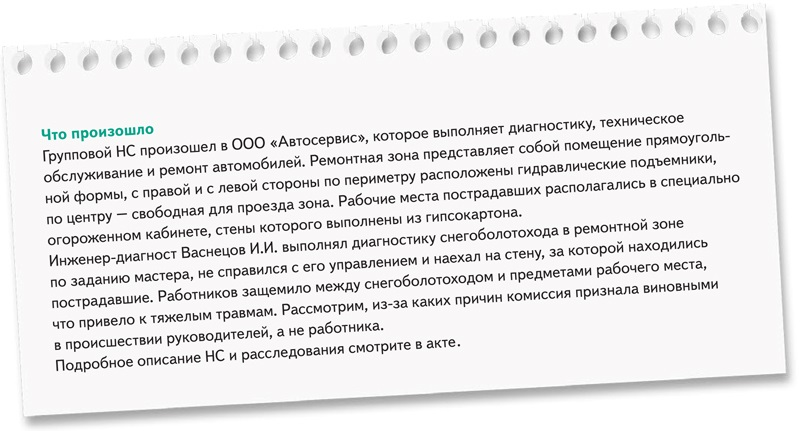 Что произошло
Групповой НС произошел в ООО «Автосервис», которое выполняет диагностику, техническое
обслуживание и ремонт автомобилей. Ремонтная зона представляет собой помещение прямоуголь-
ной формы, с правой и с левой стороны по периметру расположены гидравлические подъемники,
по центру — свободная для проезда зона. Рабочие места пострадавших располагались в специально
огороженном кабинете, стены которого выполнены из гипсокартона.
Инженер-диагност Васнецов И.И. выполнял диагностику снегоболотохода в ремонтной зоне
по заданию мастера, не справился с его управлением и наехал на стену, за которой находились
пострадавшие. Работников защемило между снегоболотоходом и предметами рабочего места,
что привело к тяжелым травмам. Рассмотрим, из-за каких причин комиссия признала виновными
в происшествии руководителей, а не работника.
Подробное описание НС и расследования смотрите в акте.